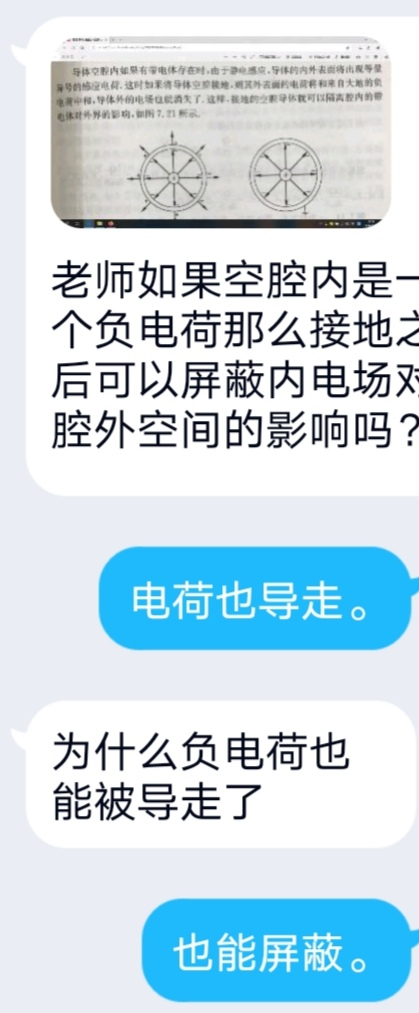 导体空腔内如果有带电体存在时,由于静电感应,导体的内外表面将出现等量
异号的感应电荷.这时如果将导体空腔接地,则其外表面的电荷将和来自大地的负
电荷中和,导体外的电场也就消失了.这样,接地的空腔导体就可以隔离腔内的带
电体对外界的影响,如图7.21所示.
老师如果空腔内是一
个负电荷那么接地之
后可以屏蔽内电场对
腔外空间的影响吗?
电荷也导走。
为什么负电荷也
能被导走了
也能屏蔽。